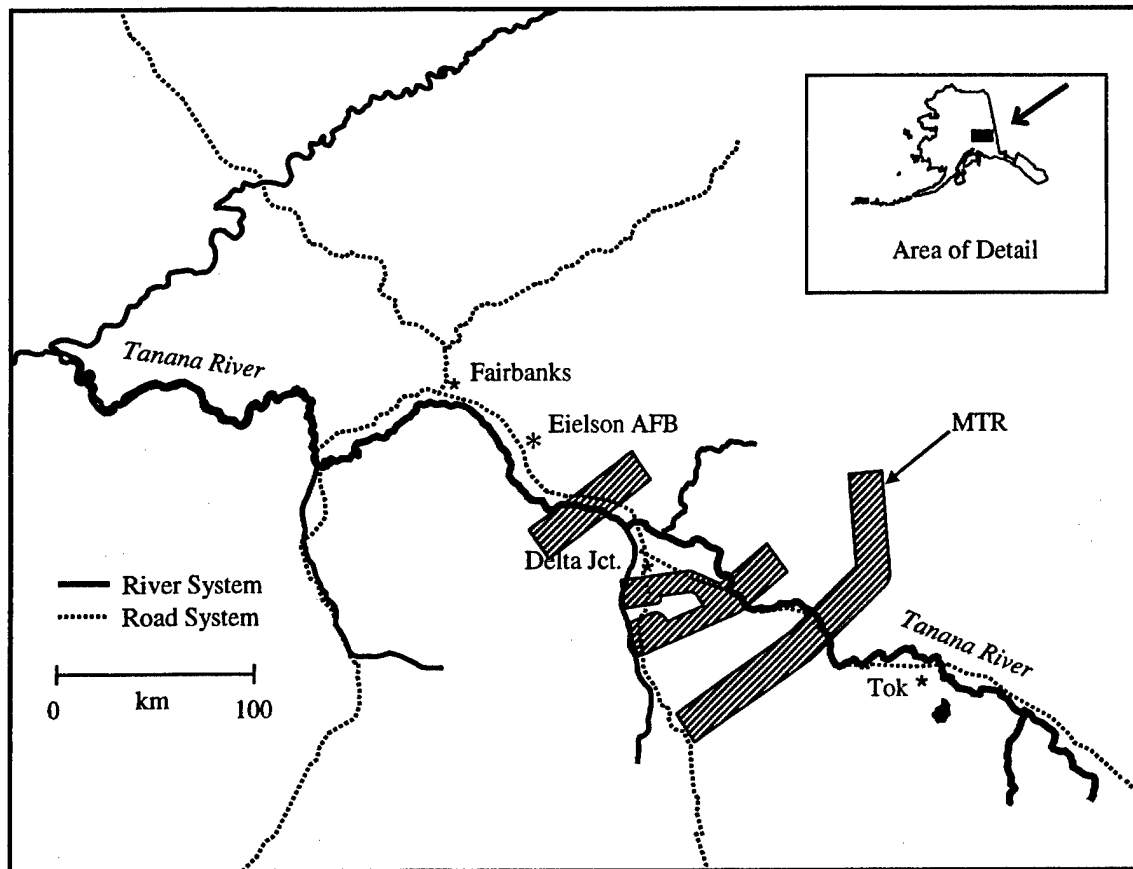 Area of Detail
Tanana River
* Fairbanks
* Eielson AFB
MTR
Delta Jct.
*
River System
Road System
Tanana River
Tok *
km
0 100